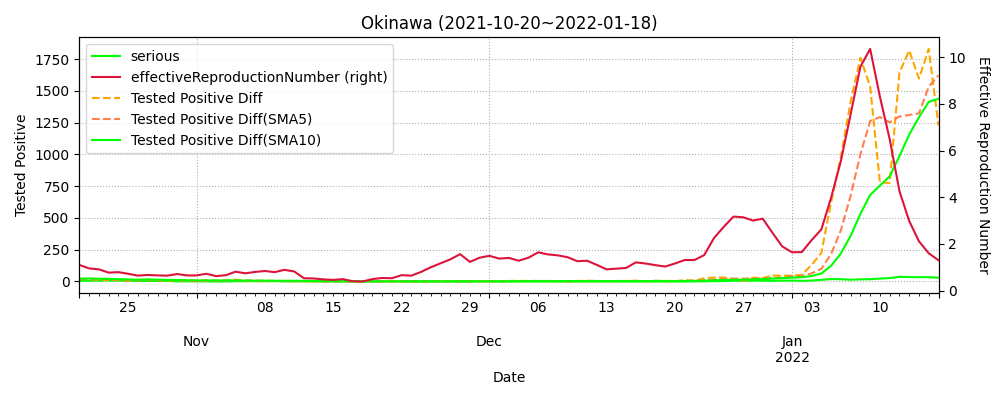 Okinawa (2021-10-20~2022-01-18)
serious
effectiveReproductionNumber (right)
Tested Positive Diff
Tested Positive Diff(SMA5)
Tested Positive Diff(SMA10)
Tested Positive
1750
1500
1250
1000
750
500
250
0
Effective Reproduction Number
10
8
6
4
2
0
25 08 15 22 29 06 13 20 27 03 10
Nov Dec Jan
2022
Date